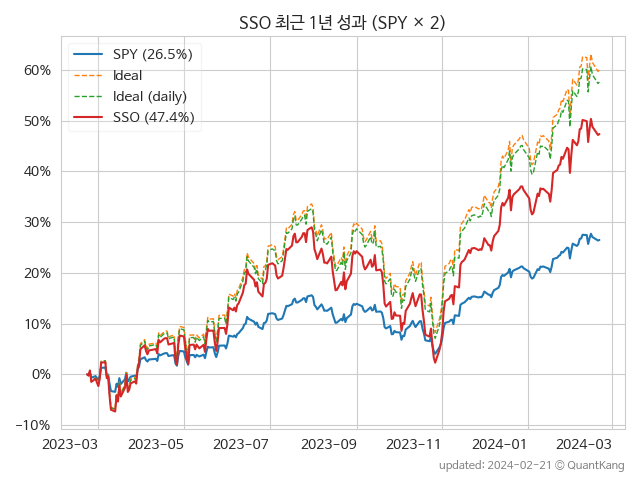 SSO 최근 1년 성과 (SPY × 2)
SPY (26.5%)
Ideal
Ideal (daily)
SSO (47.4%)
60%
50%
40%
30%
20%
10%
0%
−10%
2023-03 2023-05 2023-07 2023-09 2023-11 2024-01 2024-03
updated: 2024-02-21 © QuantKang